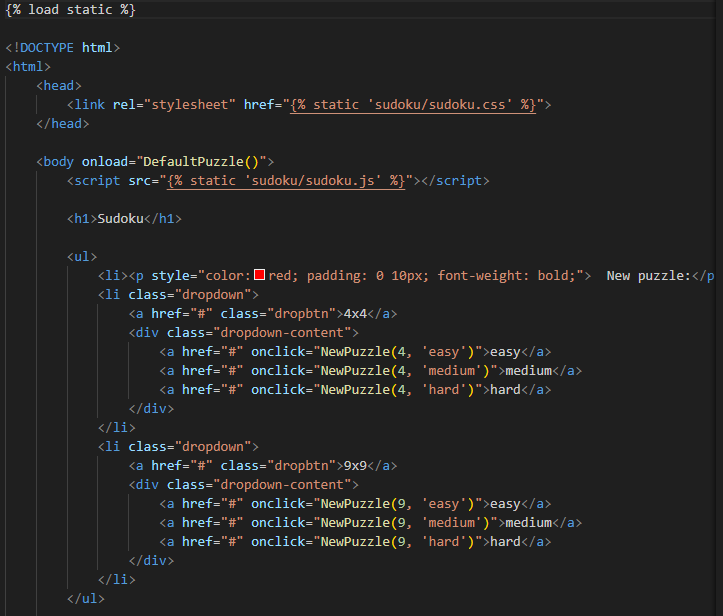 {% load static %}
<!DOCTYPE html>
<html>
<head>
<link rel="stylesheet" href="{% static 'sudoku/sudoku.css' %}">
</head>
<body onload="DefaultPuzzle()">
<script src="{% static 'sudoku/sudoku.js' %}"></script>
<h1>Sudoku</h1>
<ul>
<li><p style="color:red; padding: 0 10px; font-weight: bold;">  New puzzle:</p
<li class="dropdown">
<a href="#" class="dropbtn">4x4</a>
<div class="dropdown-content">
<a href="#" onclick="NewPuzzle(4, 'easy')">easy</a>
<a href="#" onclick="NewPuzzle(4, 'medium')">medium</a>
<a href="#" onclick="NewPuzzle(4, 'hard')">hard</a>
</div>
</li>
<li class="dropdown">
<a href="#" class="dropbtn">9x9</a>
<div class="dropdown-content">
<a href="#" onclick="NewPuzzle(9, 'easy')">easy</a>
<a href="#" onclick="NewPuzzle(9, 'medium')">medium</a>
<a href="#" onclick="NewPuzzle(9, 'hard')">hard</a>
</div>
</li>
</ul>